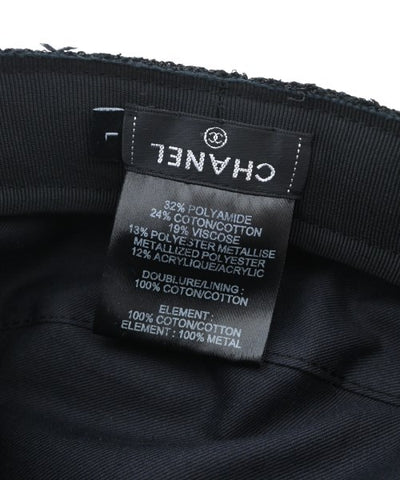 L
CHANEL
32% POLYAMIDE
24% COTON/COTTON
19% VISCOSE
13% POLYESTER METALLISE
METALLIZED POLYESTER
12% ACRYLIQUE/ACRYLIC
DOUBLURE/LINING :
100% COTON/COTTON
ELEMENT :
100% COTON/COTTON
ELEMENT : 100% METAL